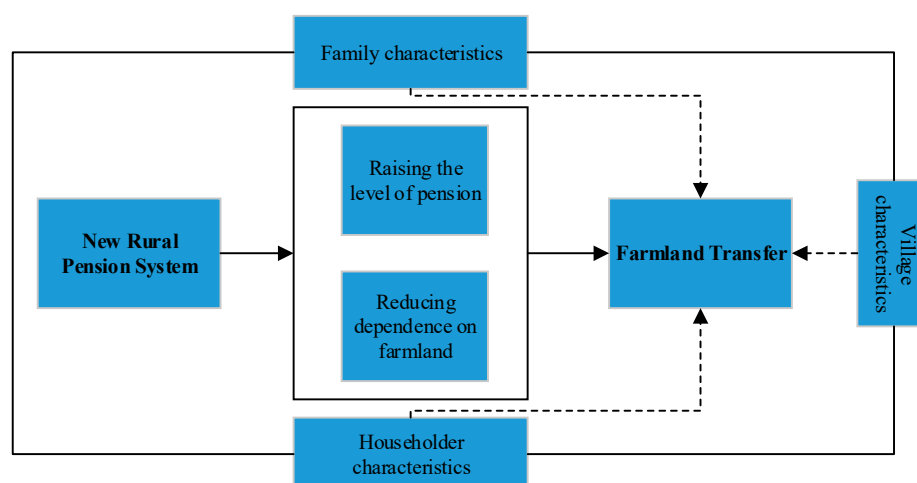 Family characteristics
Raising the
level of pension
New Rural
Pension System
Farmland Transfer
Village
characteristics
Reducing
dependence on
farmland
Householder
characteristics